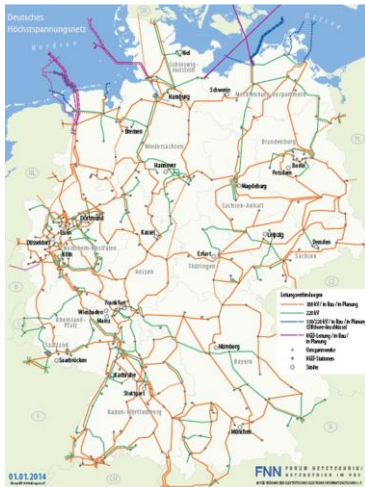 Deutsches
Höchstspannungsnetz
Nordsee
Ostsee
Kiel
Schleswig-
Holstein
Hamburg
Schwerin
Mecklenburg-Vorpommern
Bremen
Niedersachsen
Brandenburg
Berlin
Potsdam
Hannover
Magdeburg
Sachsen-Anhalt
Dortmund
Düsseldorf
Nordrhein-Westfalen
Köln
Kassel
Leipzig
Dresden
Sachsen
Erfurt
Thüringen
Hessen
Frankfurt
Wiesbaden
Mainz
Rheinland-
Pfalz
Saarland
Saarbrücken
Nürnberg
Bayern
Karlsruhe
Stuttgart
Baden-Württemberg
München
Leitungsverbindungen
380 kV / in Bau / in Planung
220 kV
HGÜ-Leitung / in Bau /
in Planung
Umspannwerke
HGÜ-Stationen
Städte
01.01.2014
FNN
FORUM NETZTECHNIK/
NETZBETRIEB IM VDE